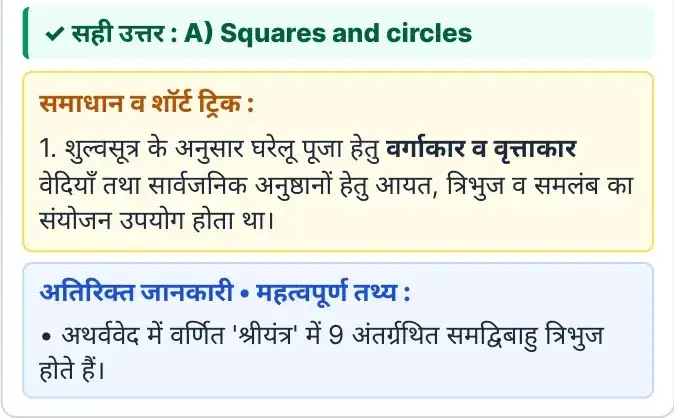 ✓ सही उत्तर : A) Squares and circles
समाधान व शॉर्ट ट्रिक :
1. शुल्वसूत्र के अनुसार घरेलू पूजा हेतु वर्गाकार व वृत्ताकार
वेदियाँ तथा सार्वजनिक अनुष्ठानों हेतु आयत, त्रिभुज व समलंब का
संयोजन उपयोग होता था।
अतिरिक्त जानकारी • महत्वपूर्ण तथ्य :
• अथर्ववेद में वर्णित 'श्रीयंत्र' में 9 अंतर्ग्रथित समद्विबाहु त्रिभुज
होते हैं।